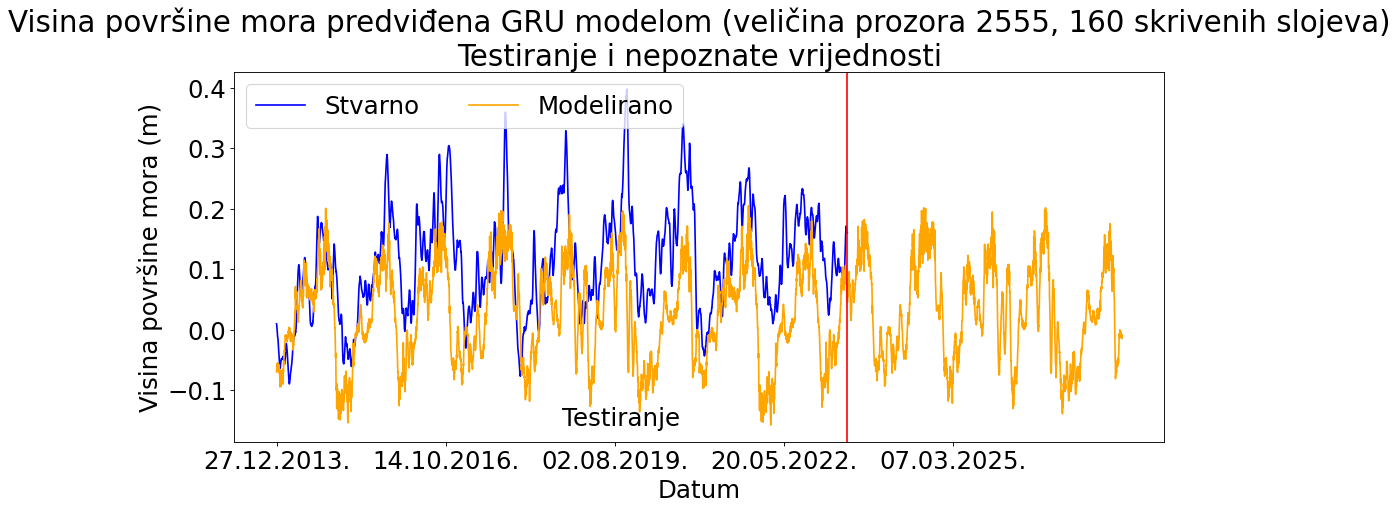 Visina površine mora predviđena GRU modelom (veličina prozora 2555, 160 skrivenih slojeva)
Testiranje i nepoznate vrijednosti
Stvarno
Modelirano
Visina površine mora (m)
0.4
0.3
0.2
0.1
0.0
−0.1
Testiranje
27.12.2013.
14.10.2016.
02.08.2019.
20.05.2022.
07.03.2025.
Datum